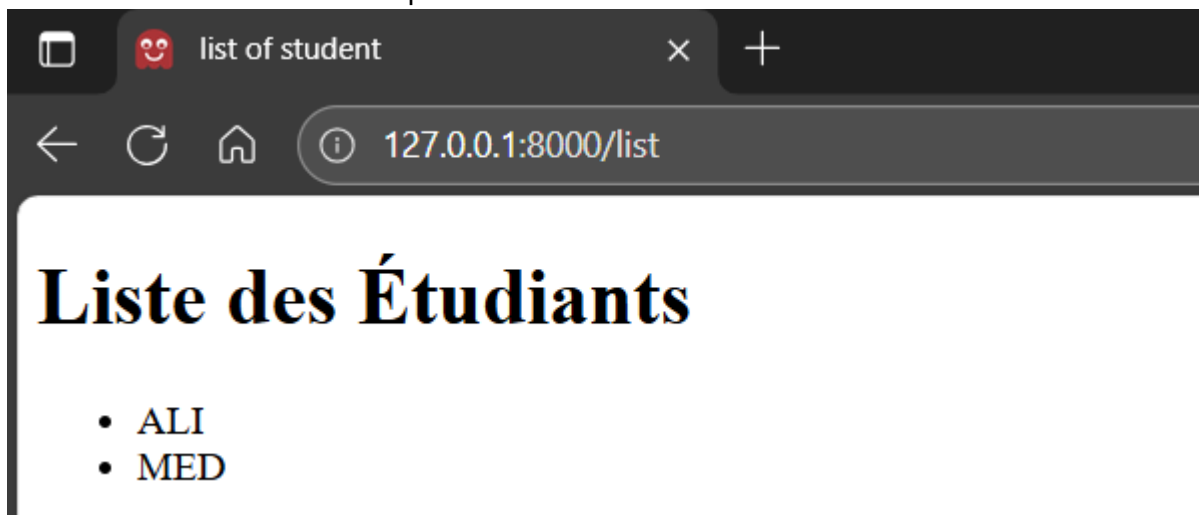 list of student
127.0.0.1:8000/list
Liste des Étudiants
ALI
MED